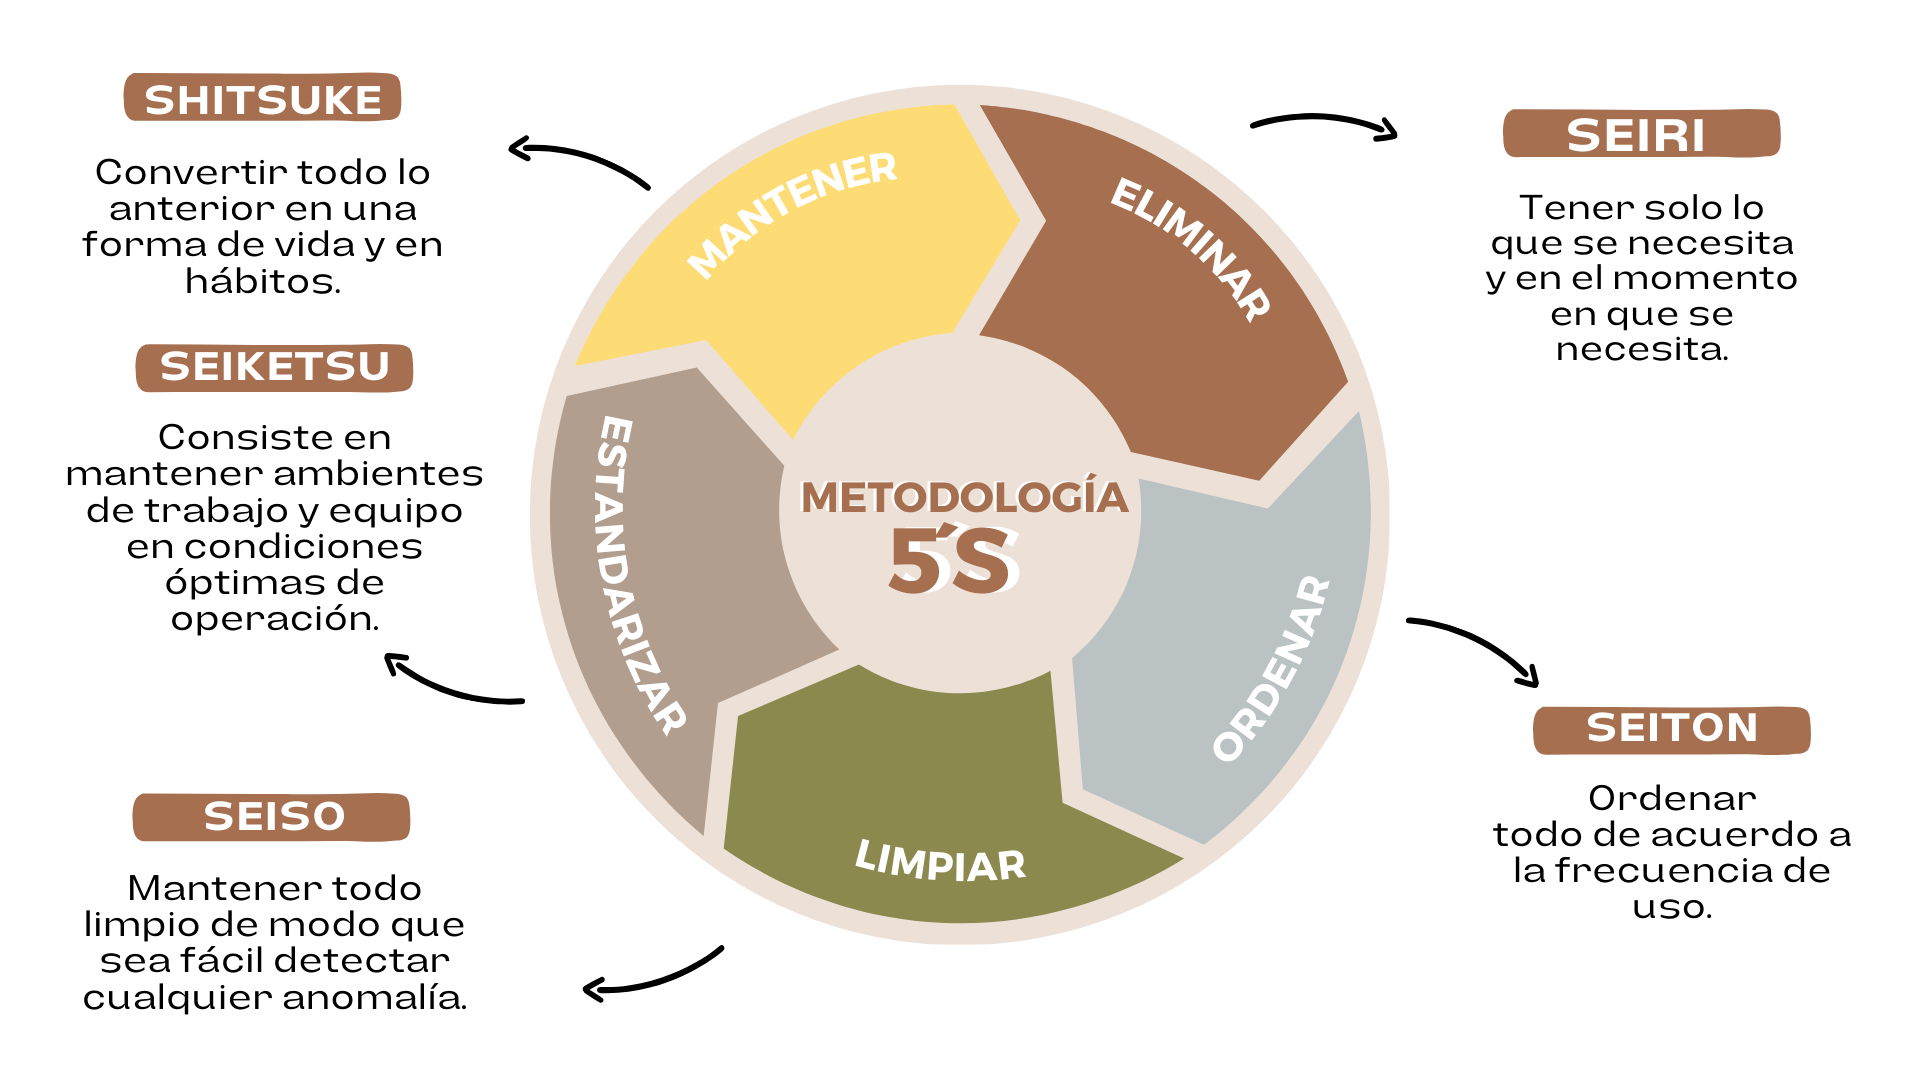 SHITSUKE
Convertir todo lo
anterior en una
forma de vida y en
hábitos.
SEIKETSU
Consiste en
mantener ambientes
de trabajo y equipo
en condiciones
óptimas de
operación.
SEISO
Mantener todo
limpio de modo que
sea fácil detectar
cualquier anomalía.
MANTENER
ELIMINAR
ESTANDARIZAR
METODOLOGÍA
5´S
ORDENAR
LIMPIAR
SEIRI
Tener solo lo
que se necesita
y en el momento
en que se
necesita.
SEITON
Ordenar
todo de acuerdo a
la frecuencia de
uso.